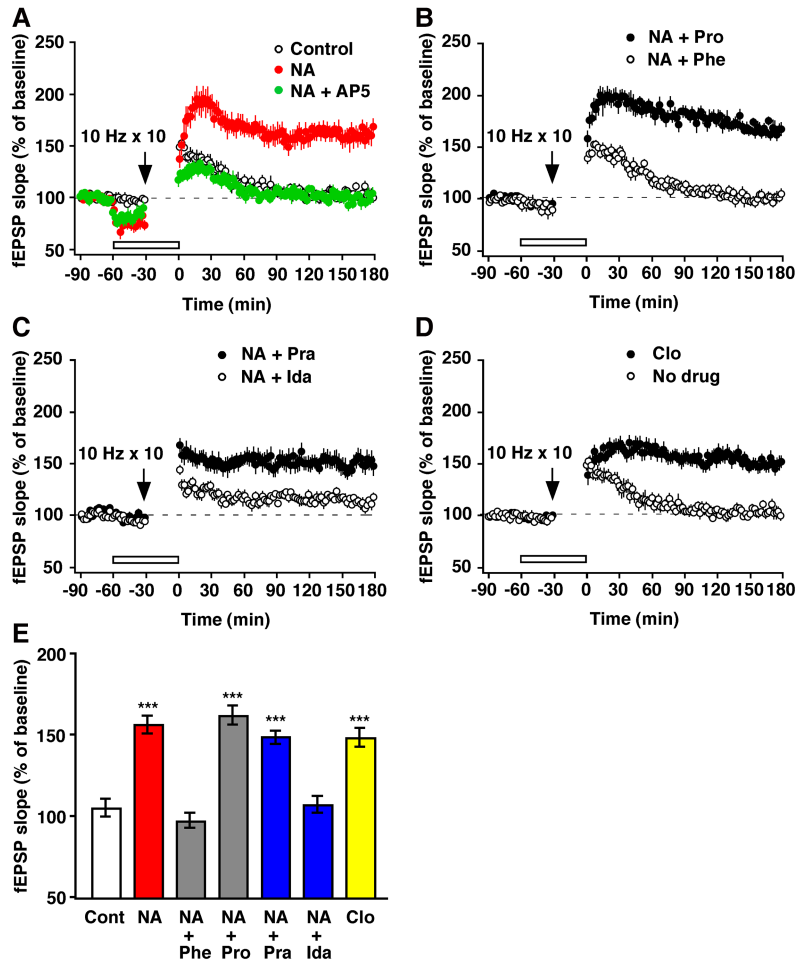 A
fEPSP slope (% of baseline)
250
200
150
100
50
Control
NA
NA + AP5
10 Hz x 10
-90 -60 -30 0 30 60 90 120 150 180
Time (min)
B
fEPSP slope (% of baseline)
250
200
150
100
50
NA + Pro
NA + Phe
10 Hz x 10
-90 -60 -30 0 30 60 90 120 150 180
Time (min)
C
fEPSP slope (% of baseline)
250
200
150
100
50
NA + Pra
NA + Ida
10 Hz x 10
-90 -60 -30 0 30 60 90 120 150 180
Time (min)
D
fEPSP slope (% of baseline)
250
200
150
100
50
Clo
No drug
10 Hz x 10
-90 -60 -30 0 30 60 90 120 150 180
Time (min)
E
fEPSP slope (% of baseline)
200
150
100
50
*** *** *** ***
Cont NA NA NA NA NA Clo
+ + + +
Phe Pro Pra Ida